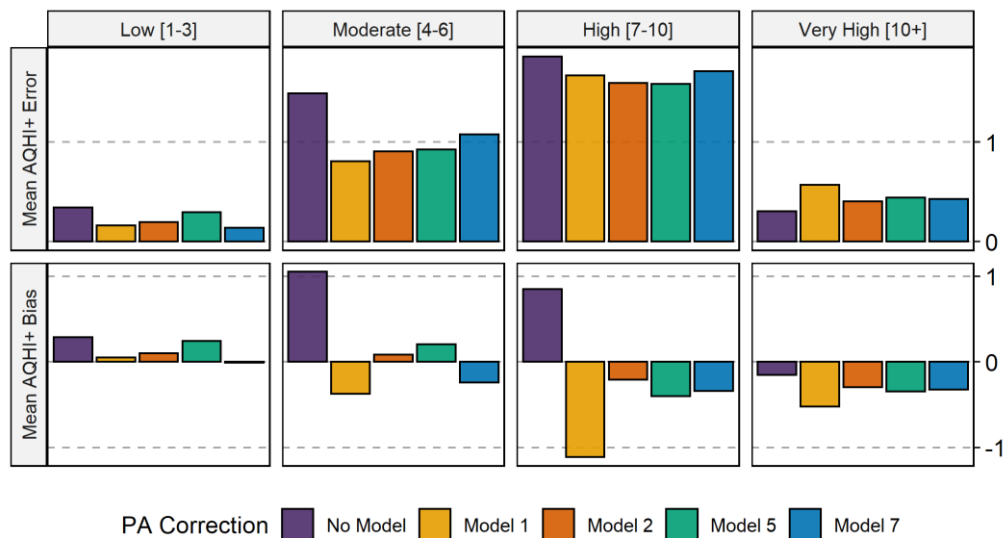 Low [1-3] Moderate [4-6] High [7-10] Very High [10+]
Mean AQHI+ Error
1
0
Mean AQHI+ Bias
1
0
-1
PA Correction No Model Model 1 Model 2 Model 5 Model 7